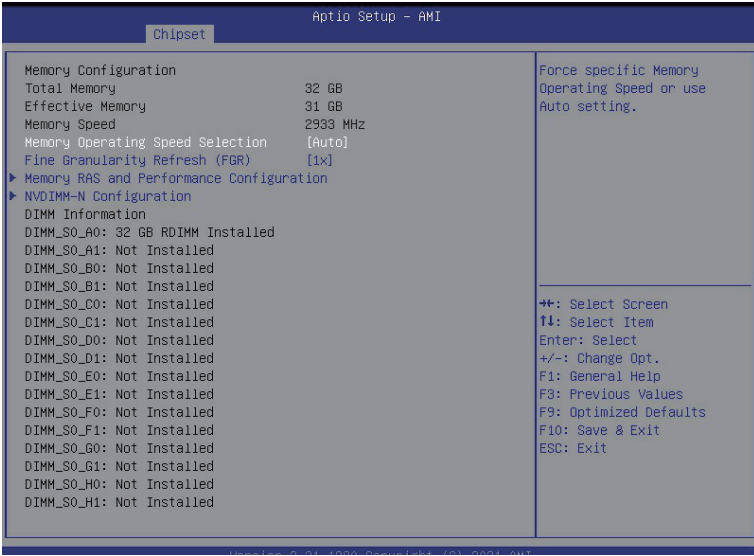 Aptio Setup – AMI
Chipset
Memory Configuration
Total Memory 32 GB
Effective Memory 31 GB
Memory Speed 2933 MHz
Memory Operating Speed Selection [Auto]
Fine Granularity Refresh (FGR) [1x]
Memory RAS and Performance Configuration
NVDIMM-N Configuration
DIMM Information
DIMM_S0_A0: 32 GB RDIMM Installed
DIMM_S0_A1: Not Installed
DIMM_S0_B0: Not Installed
DIMM_S0_B1: Not Installed
DIMM_S0_C0: Not Installed
DIMM_S0_C1: Not Installed
DIMM_S0_D0: Not Installed
DIMM_S0_D1: Not Installed
DIMM_S0_E0: Not Installed
DIMM_S0_E1: Not Installed
DIMM_S0_F0: Not Installed
DIMM_S0_F1: Not Installed
DIMM_S0_G0: Not Installed
DIMM_S0_G1: Not Installed
DIMM_S0_H0: Not Installed
DIMM_S0_H1: Not Installed
Force specific Memory
Operating Speed or use
Auto setting.
→←: Select Screen
↑↓: Select Item
Enter: Select
+/-: Change Opt.
F1: General Help
F3: Previous Values
F9: Optimized Defaults
F10: Save & Exit
ESC: Exit
Version Copyright (C) 2021 AMI